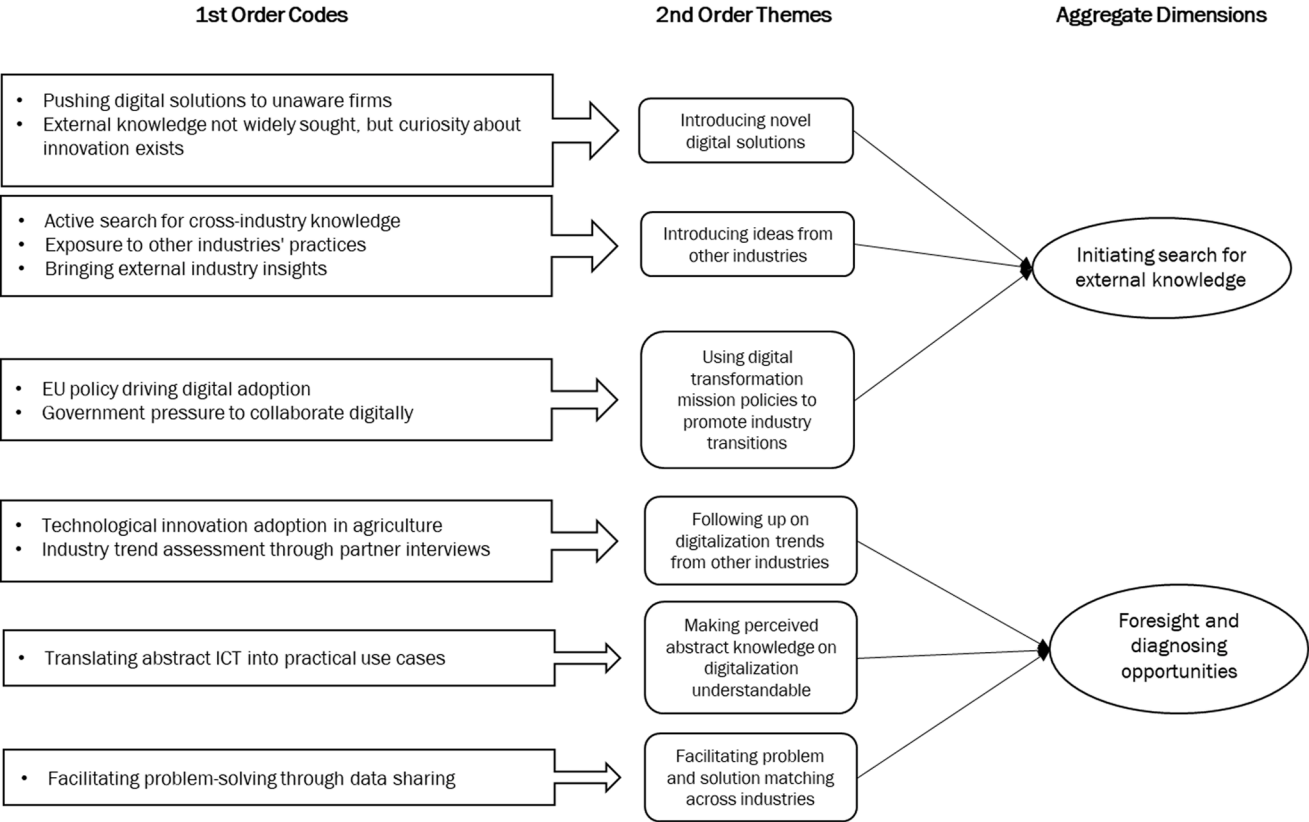 1st Order Codes
2nd Order Themes
Aggregate Dimensions
• Pushing digital solutions to unaware firms
• External knowledge not widely sought, but curiosity about
innovation exists
Introducing novel
digital solutions
• Active search for cross-industry knowledge
• Exposure to other industries' practices
• Bringing external industry insights
Introducing ideas from
other industries
Initiating search for
external knowledge
• EU policy driving digital adoption
• Government pressure to collaborate digitally
Using digital
transformation
mission policies to
promote industry
transitions
• Technological innovation adoption in agriculture
• Industry trend assessment through partner interviews
Following up on
digitalization trends
from other industries
• Translating abstract ICT into practical use cases
Making perceived
abstract knowledge on
digitalization
understandable
Foresight and
diagnosing
opportunities
• Facilitating problem-solving through data sharing
Facilitating problem
and solution matching
across industries